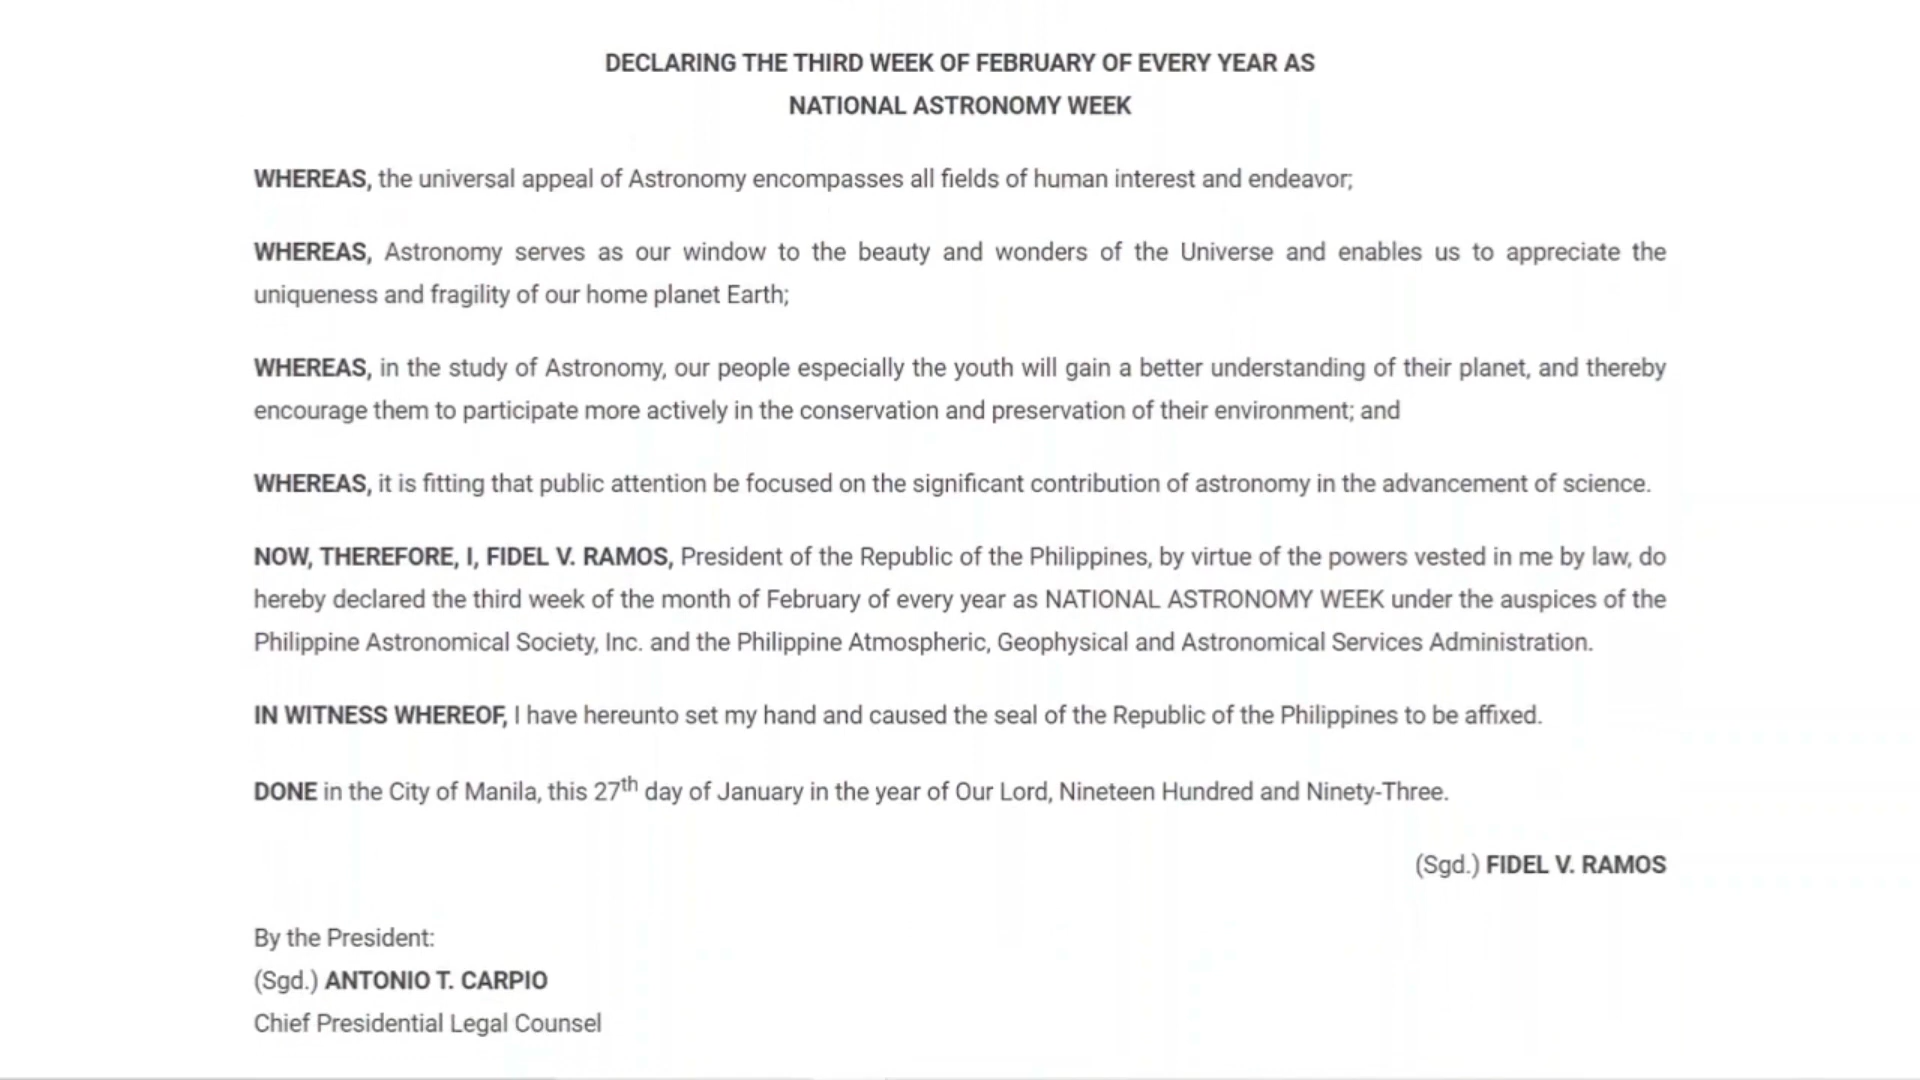 DECLARING THE THIRD WEEK OF FEBRUARY OF EVERY YEAR AS
NATIONAL ASTRONOMY WEEK
WHEREAS, the universal appeal of Astronomy encompasses all fields of human interest and endeavor;
WHEREAS, Astronomy serves as our window to the beauty and wonders of the Universe and enables us to appreciate the
uniqueness and fragility of our home planet Earth;
WHEREAS, in the study of Astronomy, our people especially the youth will gain a better understanding of their planet, and thereby
encourage them to participate more actively in the conservation and preservation of their environment; and
WHEREAS, it is fitting that public attention be focused on the significant contribution of astronomy in the advancement of science.
NOW, THEREFORE, I, FIDEL V. RAMOS, President of the Republic of the Philippines, by virtue of the powers vested in me by law, do
hereby declared the third week of the month of February of every year as NATIONAL ASTRONOMY WEEK under the auspices of the
Philippine Astronomical Society, Inc. and the Philippine Atmospheric, Geophysical and Astronomical Services Administration.
IN WITNESS WHEREOF, I have hereunto set my hand and caused the seal of the Republic of the Philippines to be affixed.
DONE in the City of Manila, this 27th day of January in the year of Our Lord, Nineteen Hundred and Ninety-Three.
(Sgd.) FIDEL V. RAMOS
By the President:
(Sgd.) ANTONIO T. CARPIO
Chief Presidential Legal Counsel